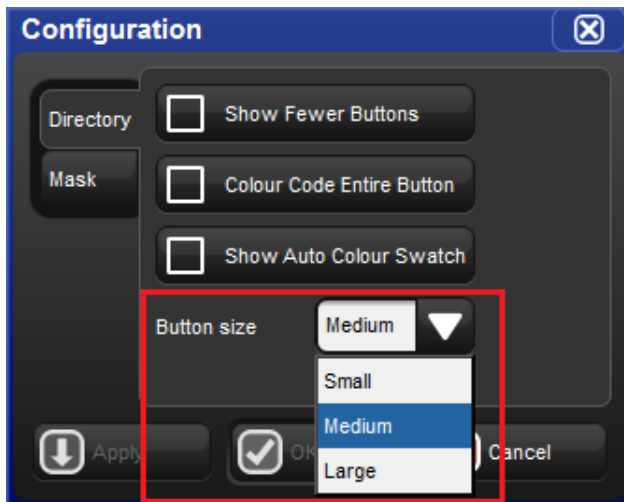 Configuration
Directory
Show Fewer Buttons
Mask
Colour Code Entire Button
Show Auto Colour Swatch
Button size
Medium
Small
Medium
Large
Apply
OK
Cancel